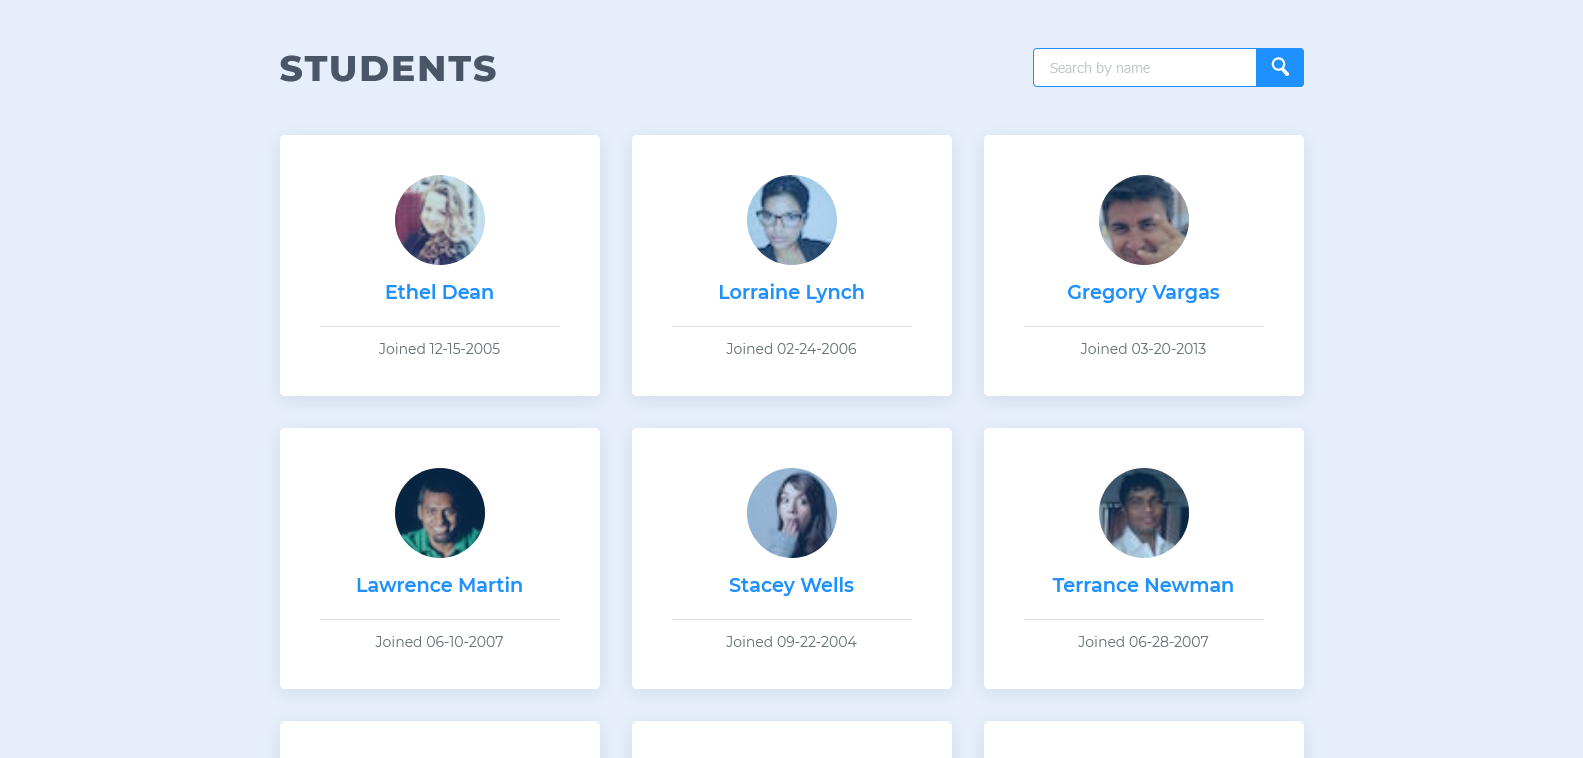 STUDENTS
Search by name
Ethel Dean
Joined 12-15-2005
Lorraine Lynch
Joined 02-24-2006
Gregory Vargas
Joined 03-20-2013
Lawrence Martin
Joined 06-10-2007
Stacey Wells
Joined 09-22-2004
Terrance Newman
Joined 06-28-2007